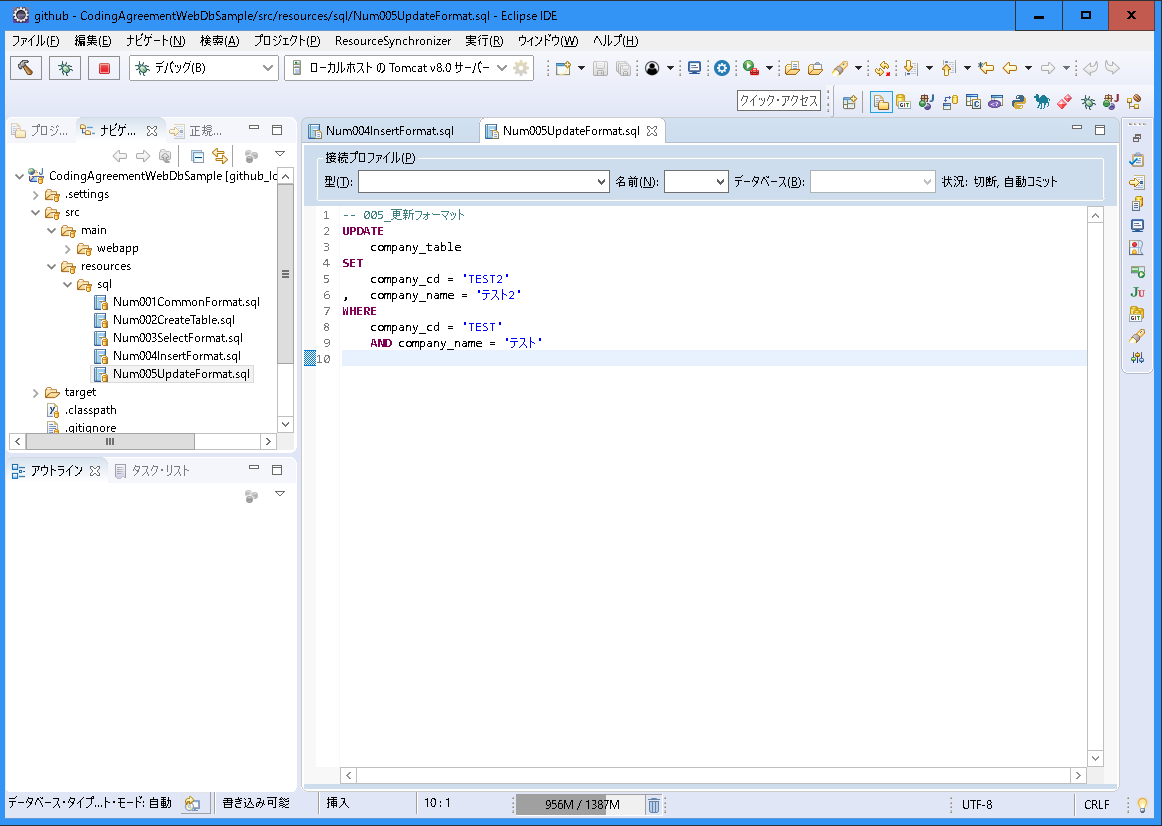 github - CodingAgreementWebDbSample/src/resources/sql/Num005UpdateFormat.sql - Eclipse IDE
ファイル(F) 編集(E) ナビゲート(N) 検索(A) プロジェクト(P) ResourceSynchronizer 実行(R) ウィンドウ(W) ヘルプ(H)
デバッグ(B) ローカルホスト の Tomcat v8.0 サーバー
クイック・アクセス
プロジ... ナビゲ... 正規...
CodingAgreementWebDbSample [github_lc
.settings
src
main
webapp
resources
sql
Num001CommonFormat.sql
Num002CreateTable.sql
Num003SelectFormat.sql
Num004InsertFormat.sql
Num005UpdateFormat.sql
target
.classpath
.gitignore
アウトライン タスク・リスト
Num004InsertFormat.sql Num005UpdateFormat.sql
接続プロファイル(P)
型(T): 名前(N): データベース(B): 状況: 切断, 自動コミット
1 -- 005_更新フォーマット
2 UPDATE
3 company_table
4 SET
5 company_cd = 'TEST2'
6 , company_name = 'テスト2'
7 WHERE
8 company_cd = 'TEST'
9 AND company_name = 'テスト'
10
データベース・タイプ...ト・モード: 自動 書き込み可能 挿入 10 : 1 956M / 1387M UTF-8 CRLF